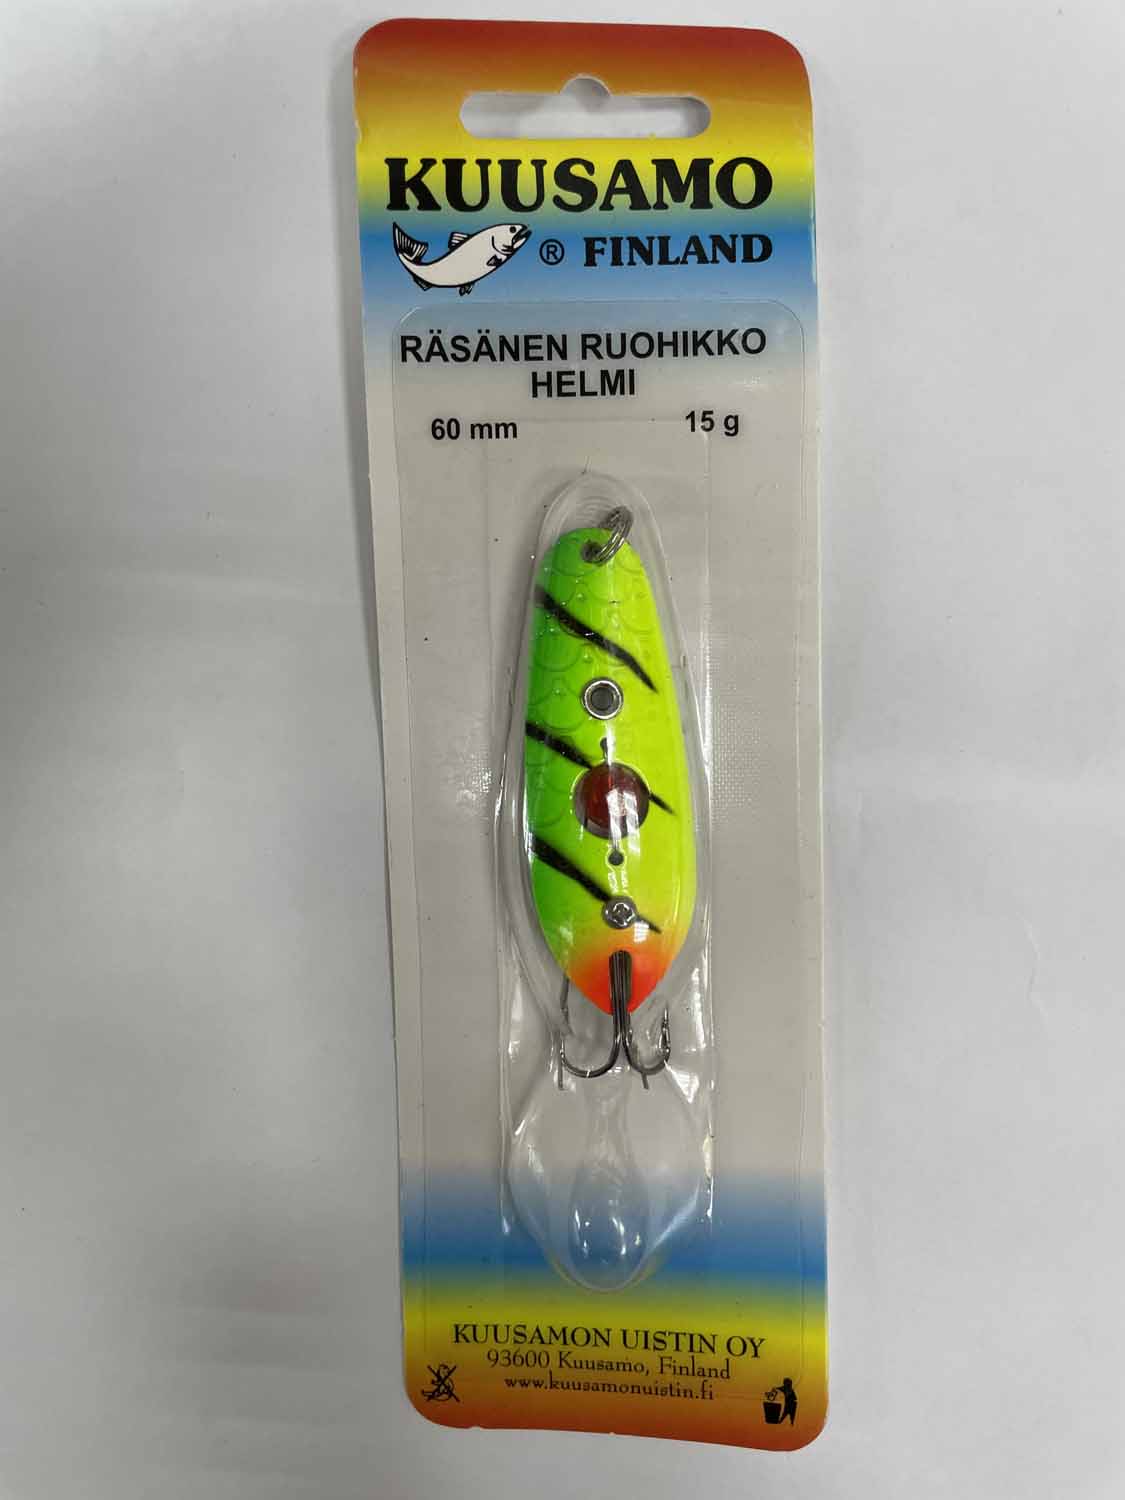 KUUSAMO
® FINLAND
RÄSÄNEN RUOHIKKO
HELMI
60 mm 15 g
KUUSAMON UISTIN OY
93600 Kuusamo, Finland
www.kuusamonuistin.fi